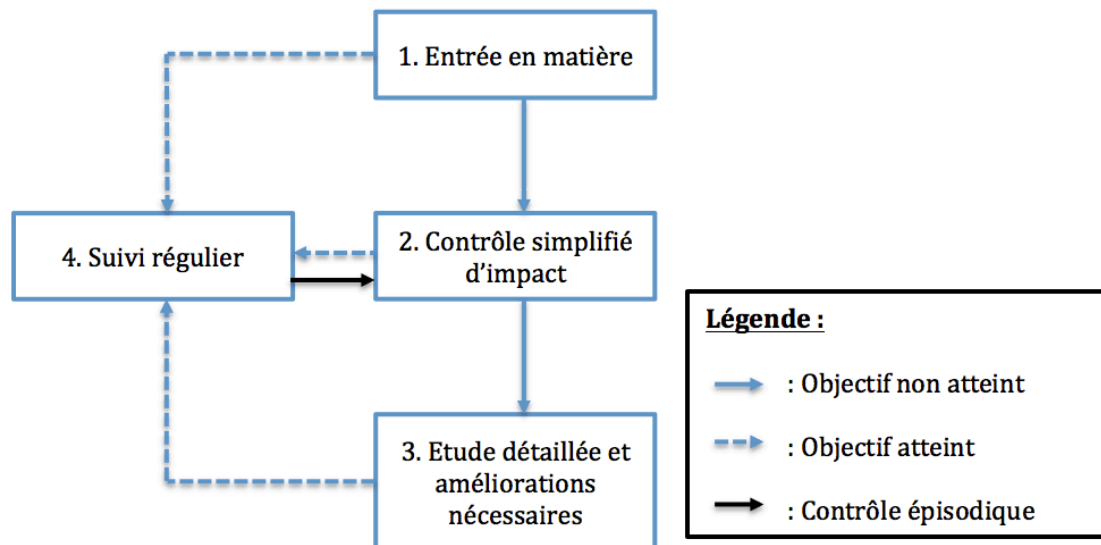 1. Entrée en matière
4. Suivi régulier
2. Contrôle simplifié
d’impact
3. Etude détaillée et
améliorations
nécessaires
Légende :
: Objectif non atteint
: Objectif atteint
: Contrôle épisodique